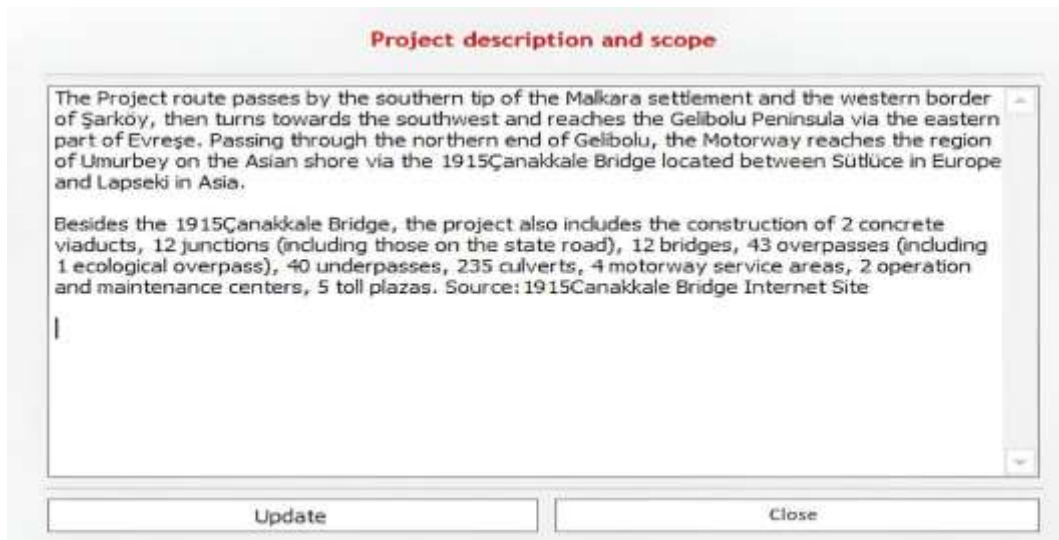 Project description and scope
The Project route passes by the southern tip of the Malkara settlement and the western border
of Şarköy, then turns towards the southwest and reaches the Gelibolu Peninsula via the eastern
part of Evreşe. Passing through the northern end of Gelibolu, the Motorway reaches the region
of Umurbey on the Asian shore via the 1915Çanakkale Bridge located between Sütlüce in Europe
and Lapseki in Asia.
Besides the 1915Çanakkale Bridge, the project also includes the construction of 2 concrete
viaducts, 12 junctions (including those on the state road), 12 bridges, 43 overpasses (including
1 ecological overpass), 40 underpasses, 235 culverts, 4 motorway service areas, 2 operation
and maintenance centers, 5 toll plazas. Source:1915Canakkale Bridge Internet Site
Update
Close